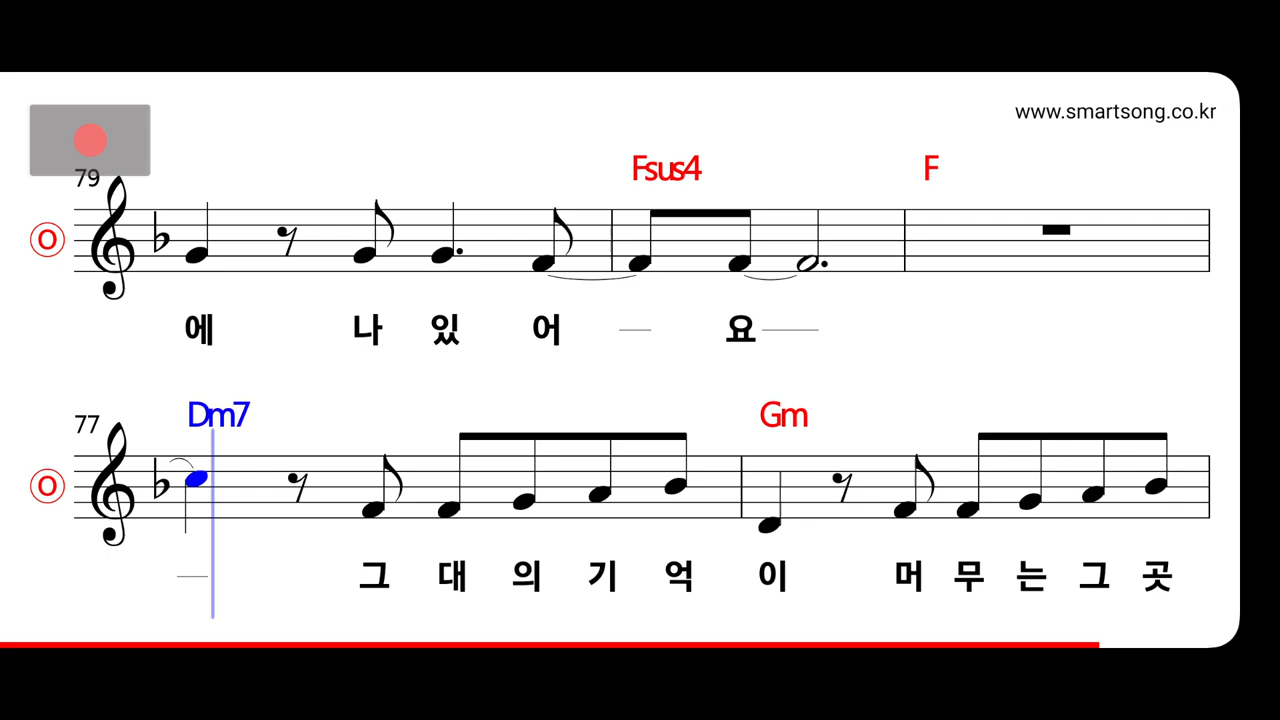 www.smartsong.co.kr
Fsus4 F
79
O
에 나 있 어 요
Dm7 Gm
77
O
그 대 의 기 억 이 머 무 는 그 곳